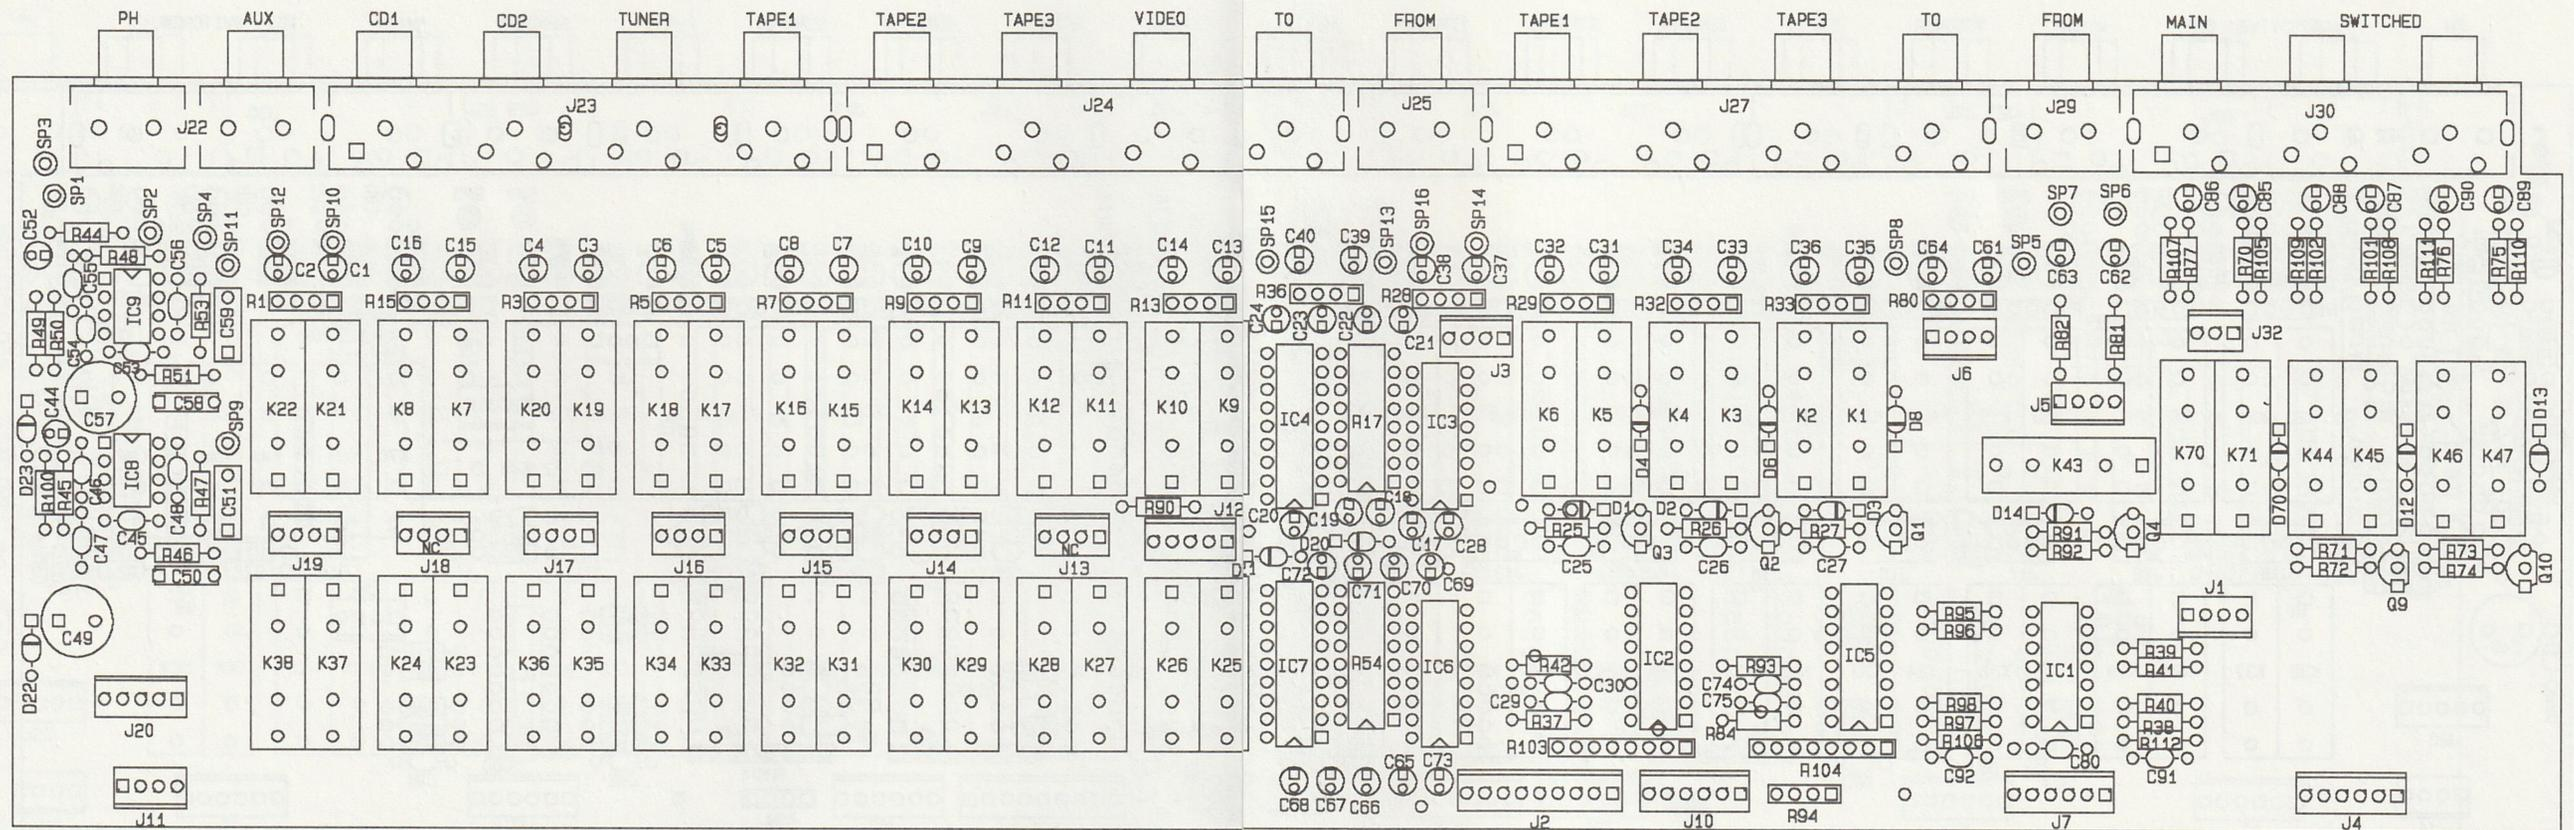 PH AUX CD1 CD2 TUNER TAPE1 TAPE2 TAPE3 VIDEO TO FROM TAPE1 TAPE2 TAPE3 TO FROM MAIN SWITCHED
J22 J23 J24 J25 J27 J29 J30
SP3 SP1 SP2 SP4 SP11 SP12 SP10 SP15 SP13 SP16 SP14 SP8 SP5 SP7 SP6
C86 C85 C88 C87 C90 C89
C52 R44 R48 C55 C56 C2 C1 C16 C15 C4 C3 C6 C5 C8 C7 C10 C9 C12 C11 C14 C13 C40 C39 C38 C37 C32 C31 C34 C33 C36 C35 C64 C61 C63 C62
R107 R77 R70 R105 R109 R102 R101 R108 R111 R76 R75 R110
R49 R50 IC9 R53 C59 R1 R15 R3 R5 R7 R9 R11 R13 R36 R28 R29 R32 R33 R80
C54 C53 C24 C23 C22 C21 J3 J6 R82 R81 J32
R51 C57 C58 C44 SP9 J5
K22 K21 K8 K7 K20 K19 K18 K17 K16 K15 K14 K13 K12 K11 K10 K9 IC4 R17 IC3 K6 K5 K4 K3 K2 K1 D8 D13
D4 D6 K43 K70 K71 K44 K45 K46 K47
D23 R100 R45 C46 IC8 C48 R47 C51 D70 D12
R90 J12 C20 C19 C18 C17 C28 D1 D2 D3 D14
C47 C45 R46 C50 NC NC D20 R25 Q3 R26 Q2 R27 Q1 R91 R92 Q4 R71 R72 Q9 R73 R74 Q10
J19 J18 J17 J16 J15 J14 J13 C72 C71 C70 C69 C25 C26 C27
C49 D22 R95 R96 J1
K38 K37 K24 K23 K36 K35 K34 K33 K32 K31 K30 K29 K28 K27 K26 K25 IC7 R54 IC6 R42 C30 IC2 R93 IC5 IC1 R39 R41
C29 R37 C74 C75 R84 R98 R97 R106 R40 R38 R112
J20 R103 R104 C92 C80 C91
C68 C67 C66 C65 C73
J11 J2 J10 R94 J7 J4